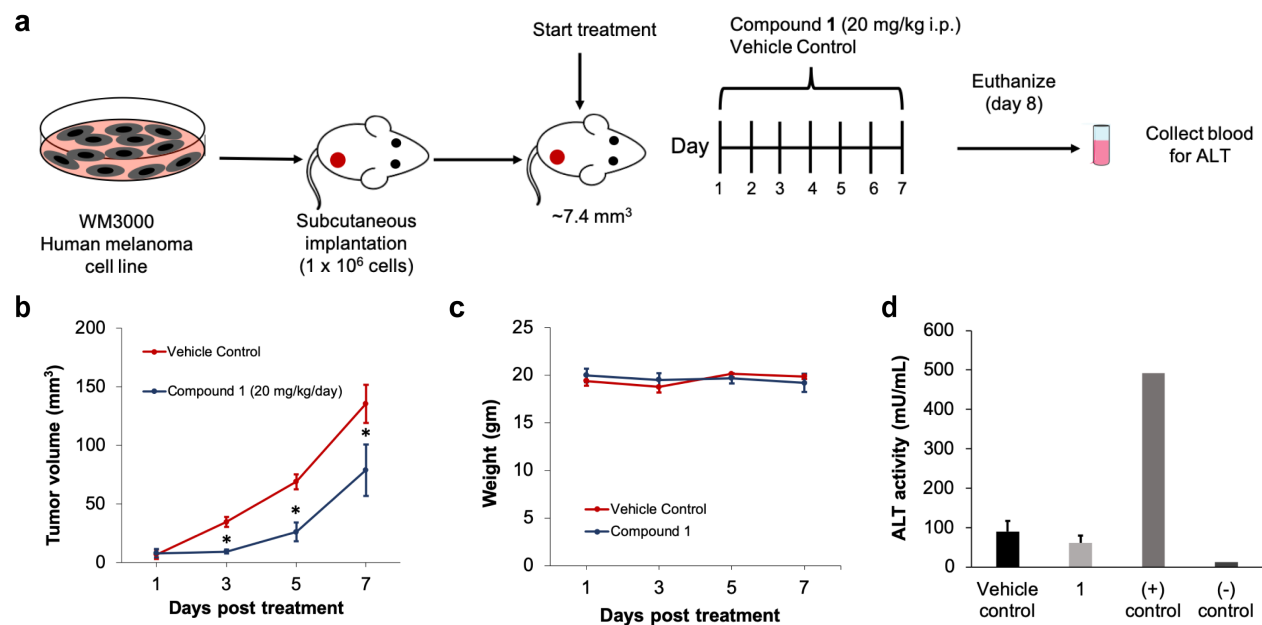 a
Start treatment
Compound 1 (20 mg/kg i.p.)
Vehicle Control
Euthanize
(day 8)
Day
1 2 3 4 5 6 7
Collect blood
for ALT
WM3000
Human melanoma
cell line
Subcutaneous
implantation
(1 x 10⁶ cells)
~7.4 mm³
b
Tumor volume (mm³)
200
150
100
50
0
Vehicle Control
Compound 1 (20 mg/kg/day)
*
*
*
1 3 5 7
Days post treatment
c
Weight (gm)
25
20
15
10
5
0
Vehicle Control
Compound 1
1 3 5 7
Days post treatment
d
ALT activity (mU/mL)
600
500
400
300
200
100
0
Vehicle
control
1
(+)
control
(-)
control